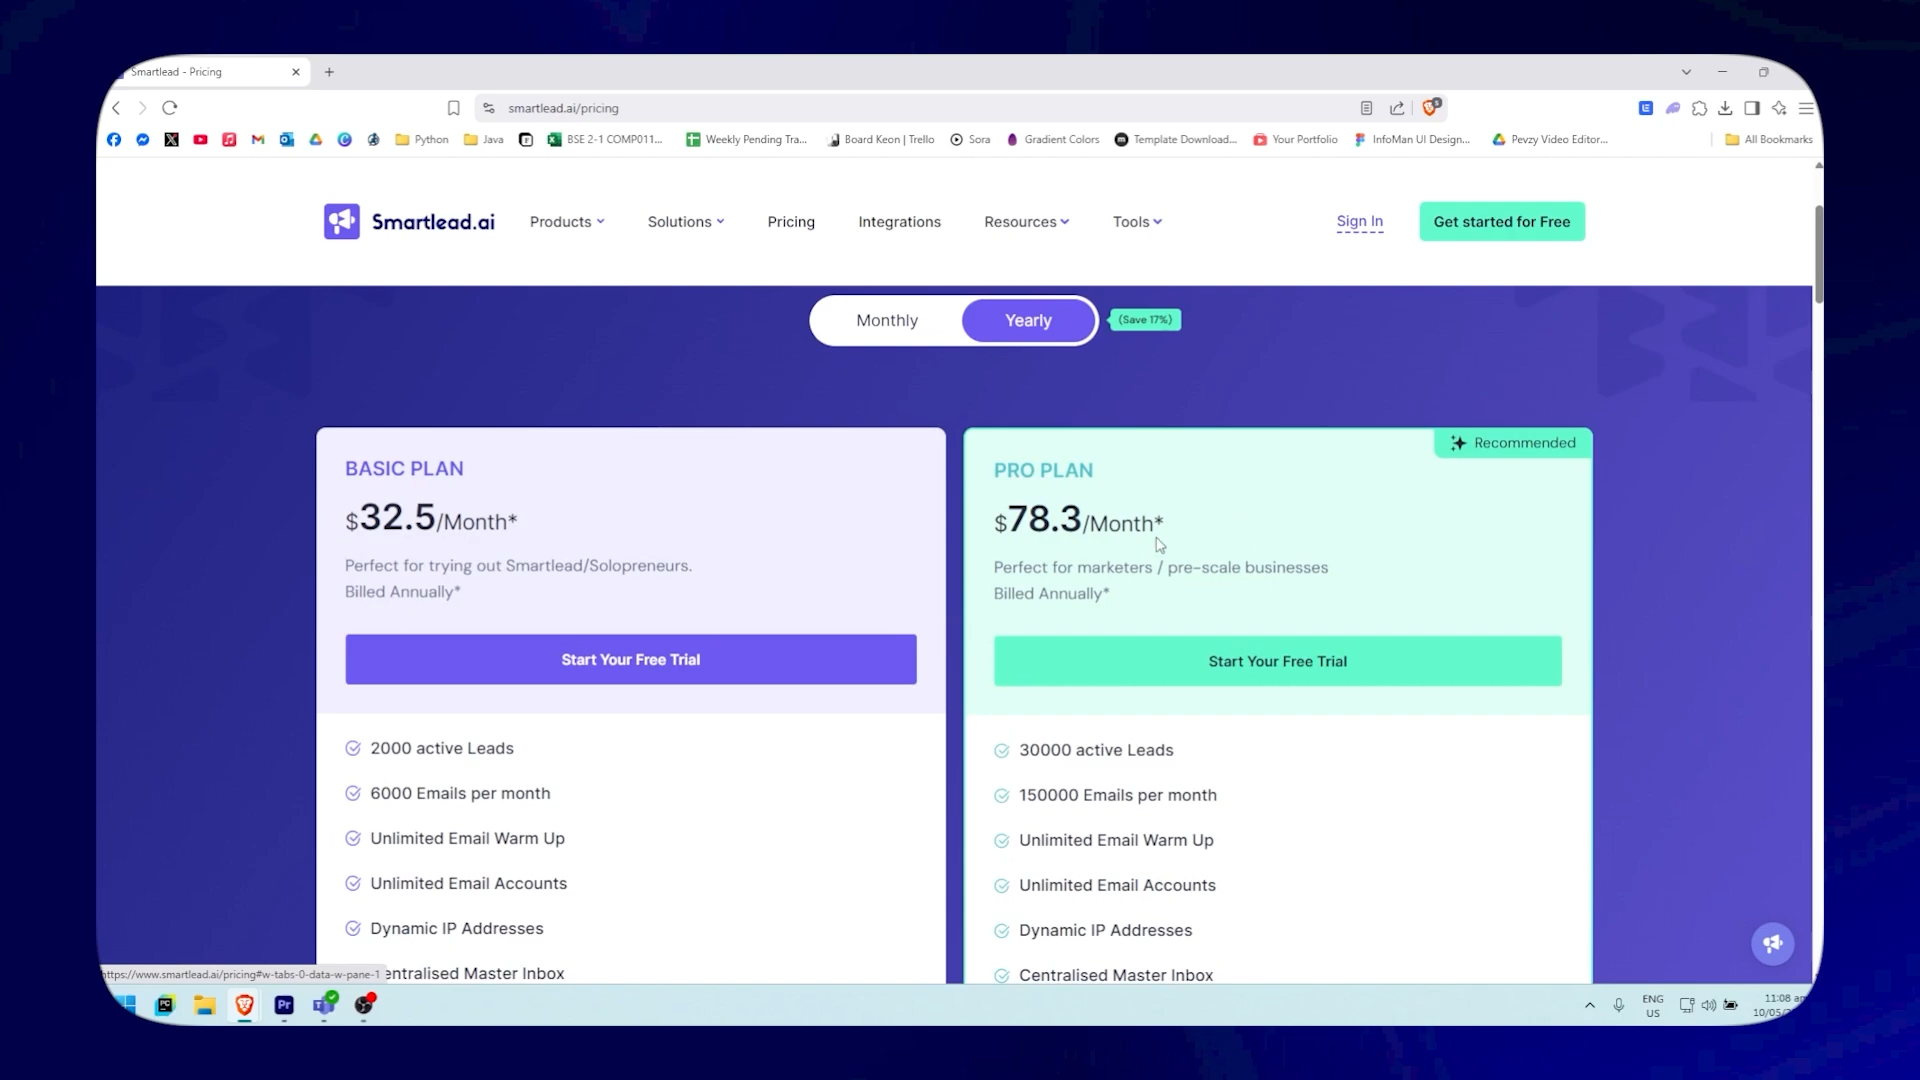 Smartlead - Pricing
smartlead.ai/pricing
Python
Java
BSE 2-1 COMP011...
Weekly Pending Tra...
Board Keon | Trello
Sora
Gradient Colors
Template Download...
Your Portfolio
InfoMan UI Design...
Pevzy Video Editor...
All Bookmarks
Smartlead.ai
Products
Solutions
Pricing
Integrations
Resources
Tools
Sign In
Get started for Free
Monthly
Yearly
(Save 17%)
BASIC PLAN
$32.5/Month*
Perfect for trying out Smartlead/Solopreneurs.
Billed Annually*
Start Your Free Trial
2000 active Leads
6000 Emails per month
Unlimited Email Warm Up
Unlimited Email Accounts
Dynamic IP Addresses
entralised Master Inbox
Recommended
PRO PLAN
$78.3/Month*
Perfect for marketers / pre-scale businesses
Billed Annually*
Start Your Free Trial
30000 active Leads
150000 Emails per month
Unlimited Email Warm Up
Unlimited Email Accounts
Dynamic IP Addresses
Centralised Master Inbox
https://www.smartlead.ai/pricing#w-tabs-0-data-w-pane-1
PC
Pr
ENG
US
11:08 am
10/05/